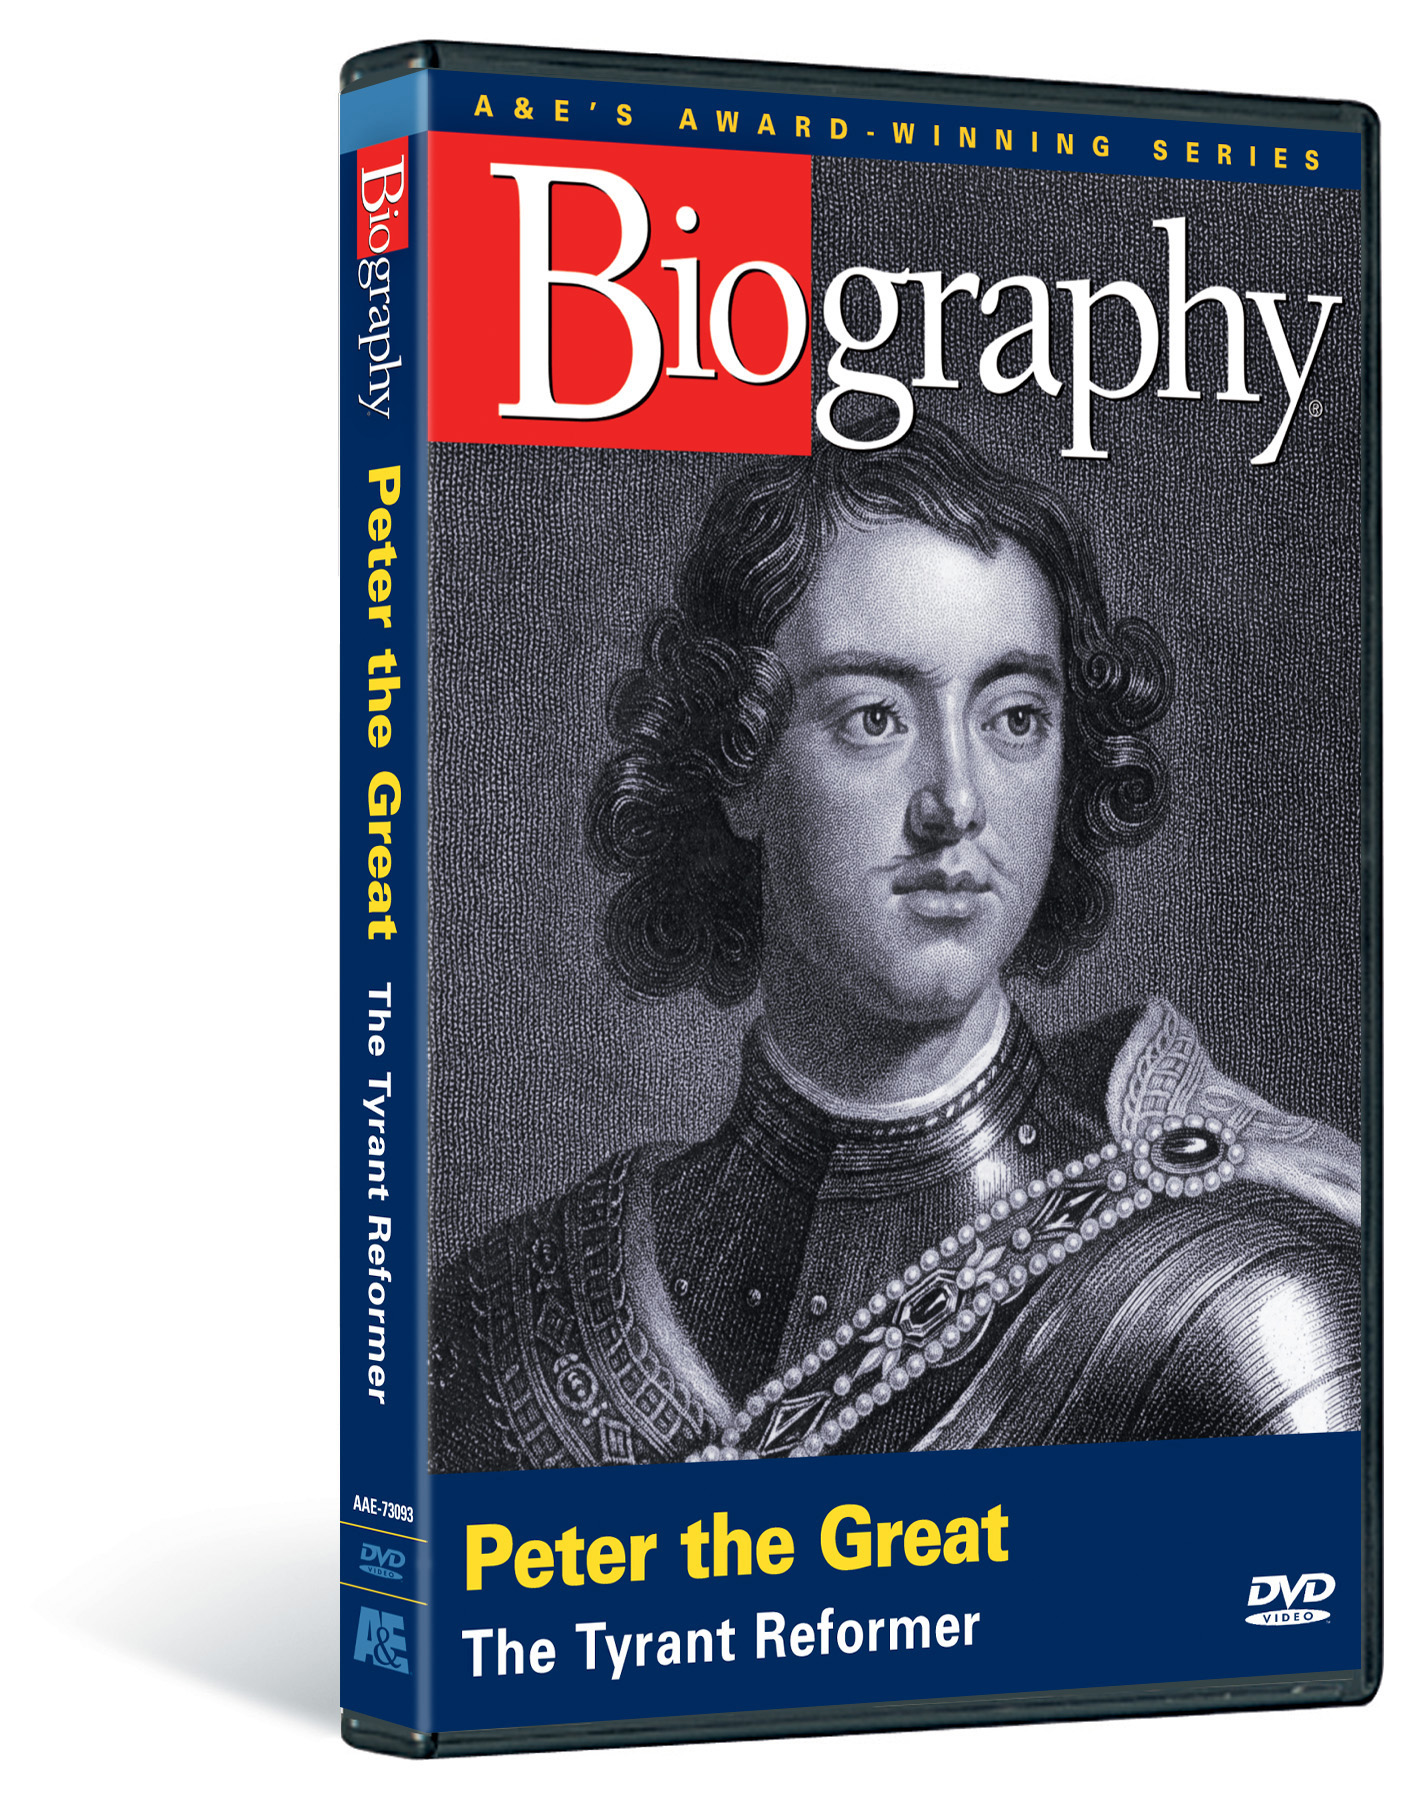 A&E'S AWARD-WINNING SERIES
Biography®
Peter the Great
The Tyrant Reformer
DVD
VIDEO
Biography
Peter the Great The Tyrant Reformer
AAE-73093
DVD
VIDEO
A&E